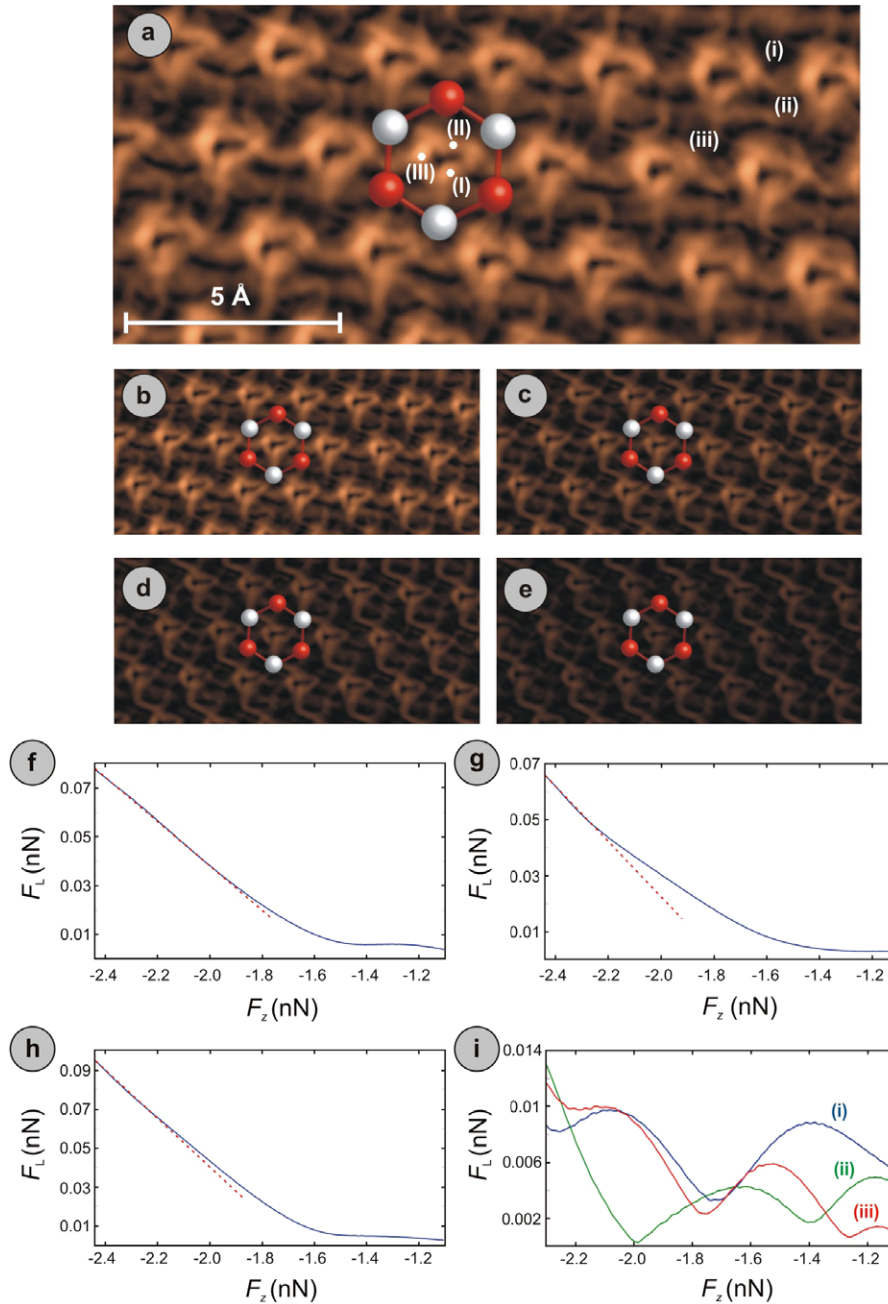 a
(i)
(ii)
(iii)
(II)
(III)
(I)
5 Å
b
c
d
e
f
0.07
0.05
0.03
0.01
F_L (nN)
-2.4 -2.2 -2.0 -1.8 -1.6 -1.4 -1.2
F_z (nN)
g
0.07
0.05
0.03
0.01
F_L (nN)
-2.4 -2.2 -2.0 -1.8 -1.6 -1.4 -1.2
F_z (nN)
h
0.09
0.07
0.05
0.03
0.01
F_L (nN)
-2.4 -2.2 -2.0 -1.8 -1.6 -1.4 -1.2
F_z (nN)
i
0.014
0.01
0.006
0.002
F_L (nN)
(i)
(ii)
(iii)
-2.2 -2.0 -1.8 -1.6 -1.4 -1.2
F_z (nN)